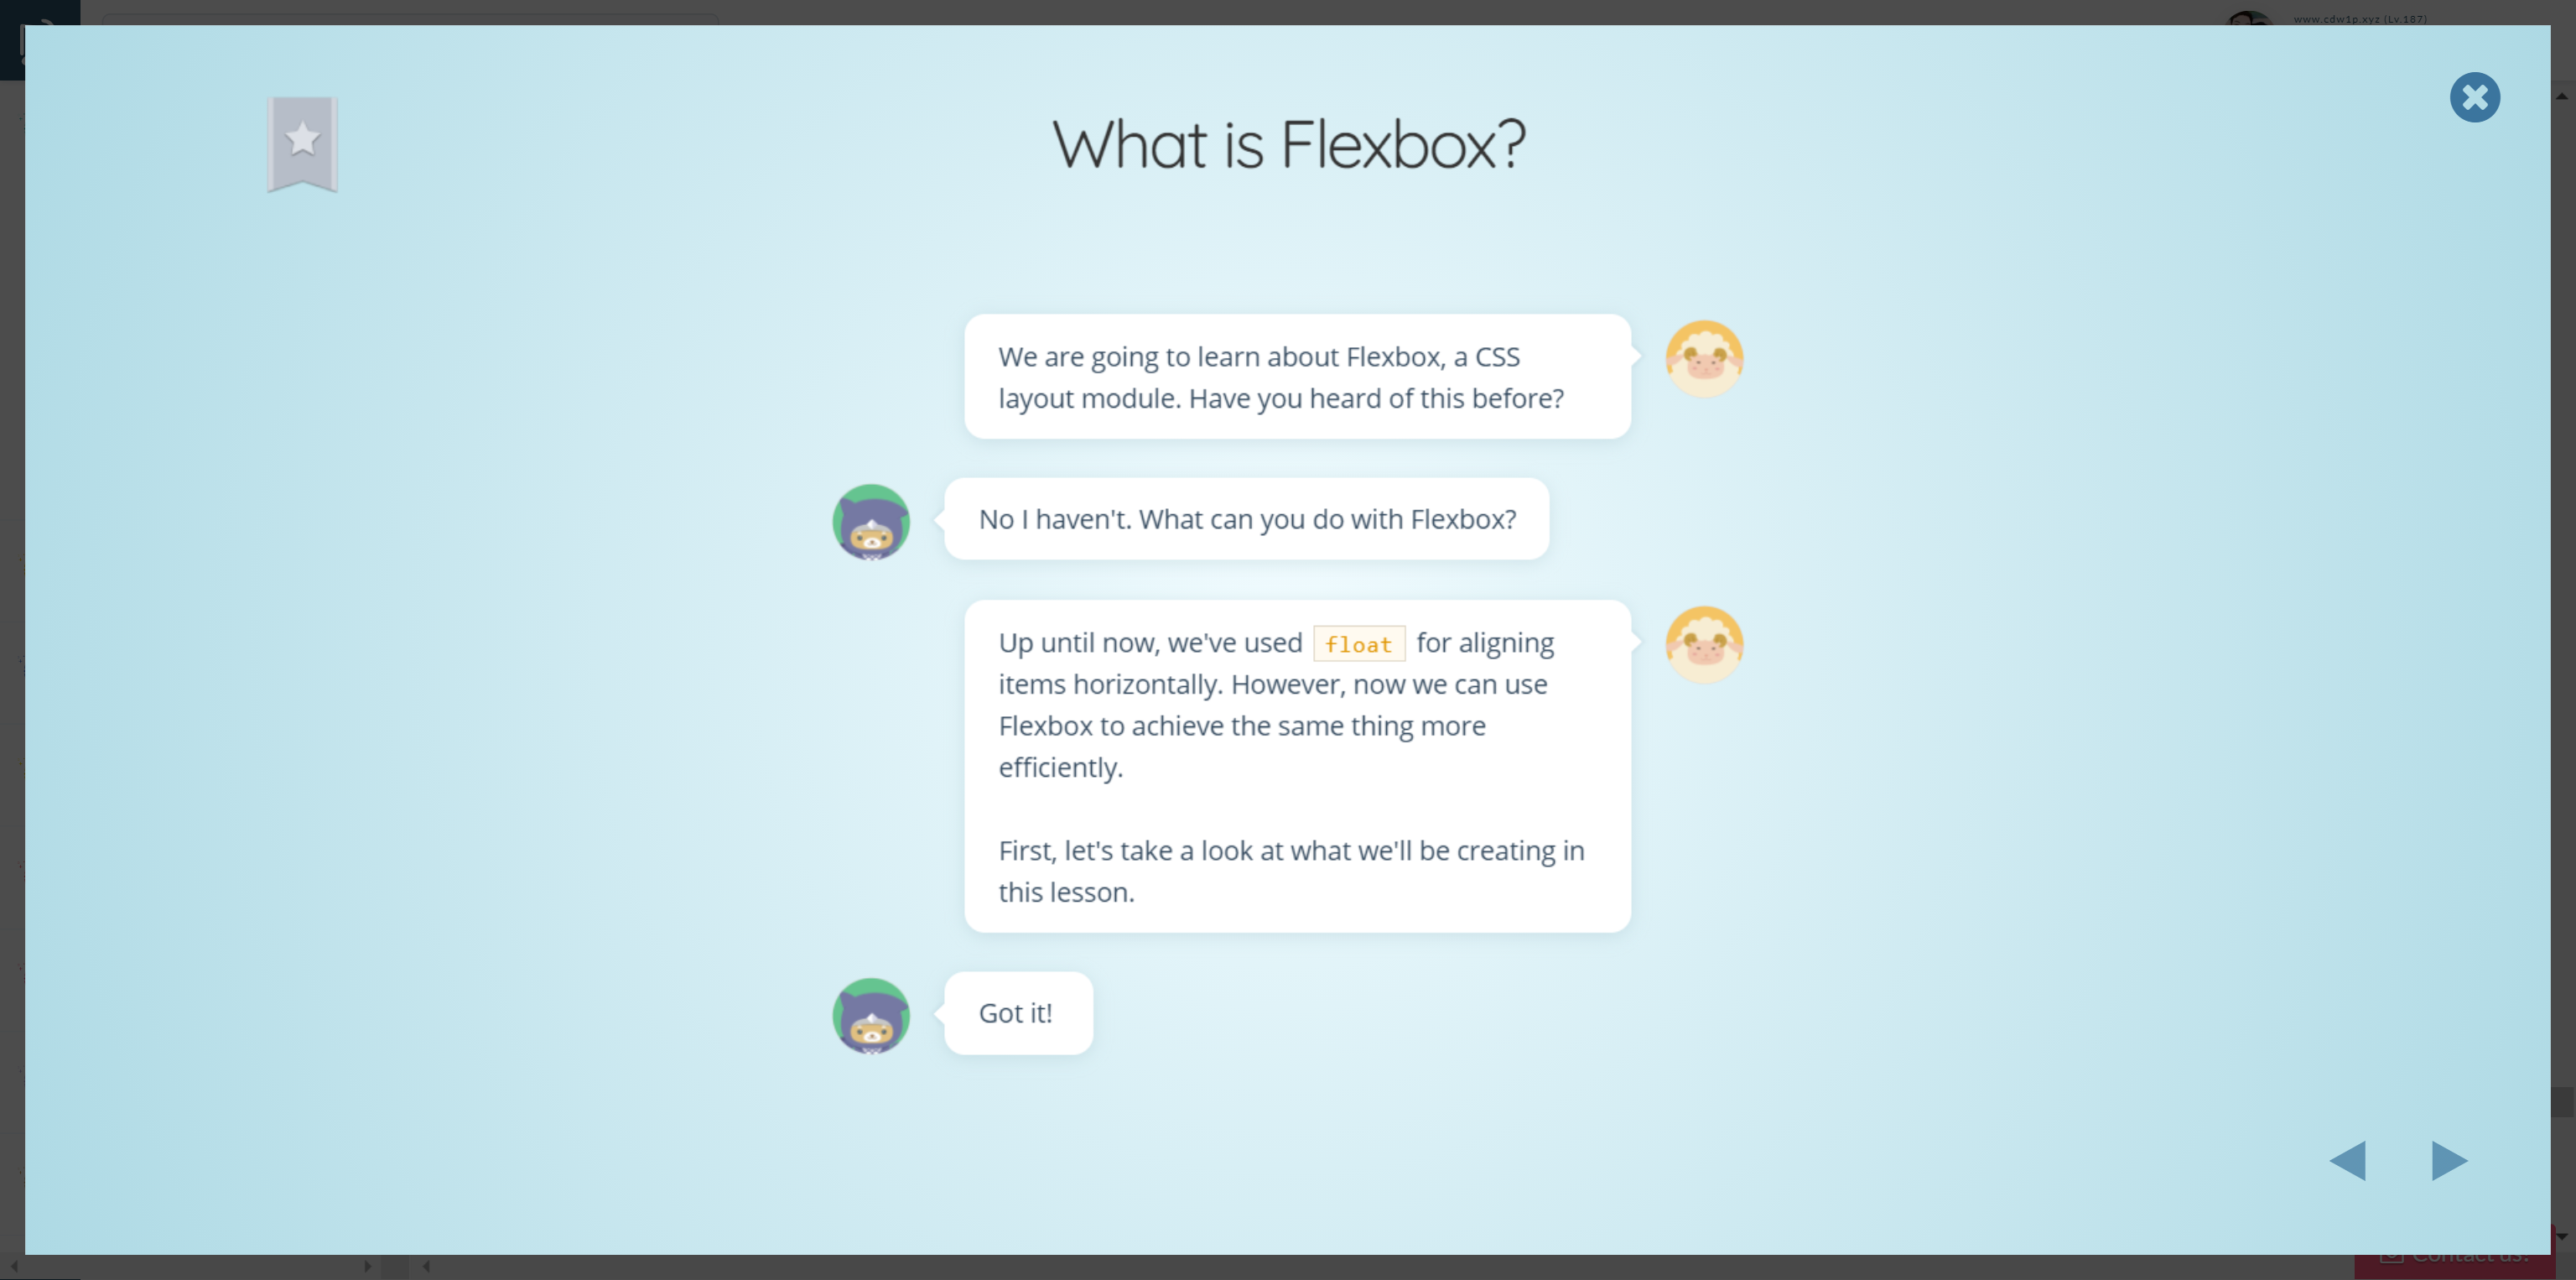 www.cdw1p.xyz (Lv.187)
What is Flexbox?
We are going to learn about Flexbox, a CSS
layout module. Have you heard of this before?
No I haven't. What can you do with Flexbox?
Up until now, we've used float for aligning
items horizontally. However, now we can use
Flexbox to achieve the same thing more
efficiently.
First, let's take a look at what we'll be creating in
this lesson.
Got it!
Contact us!